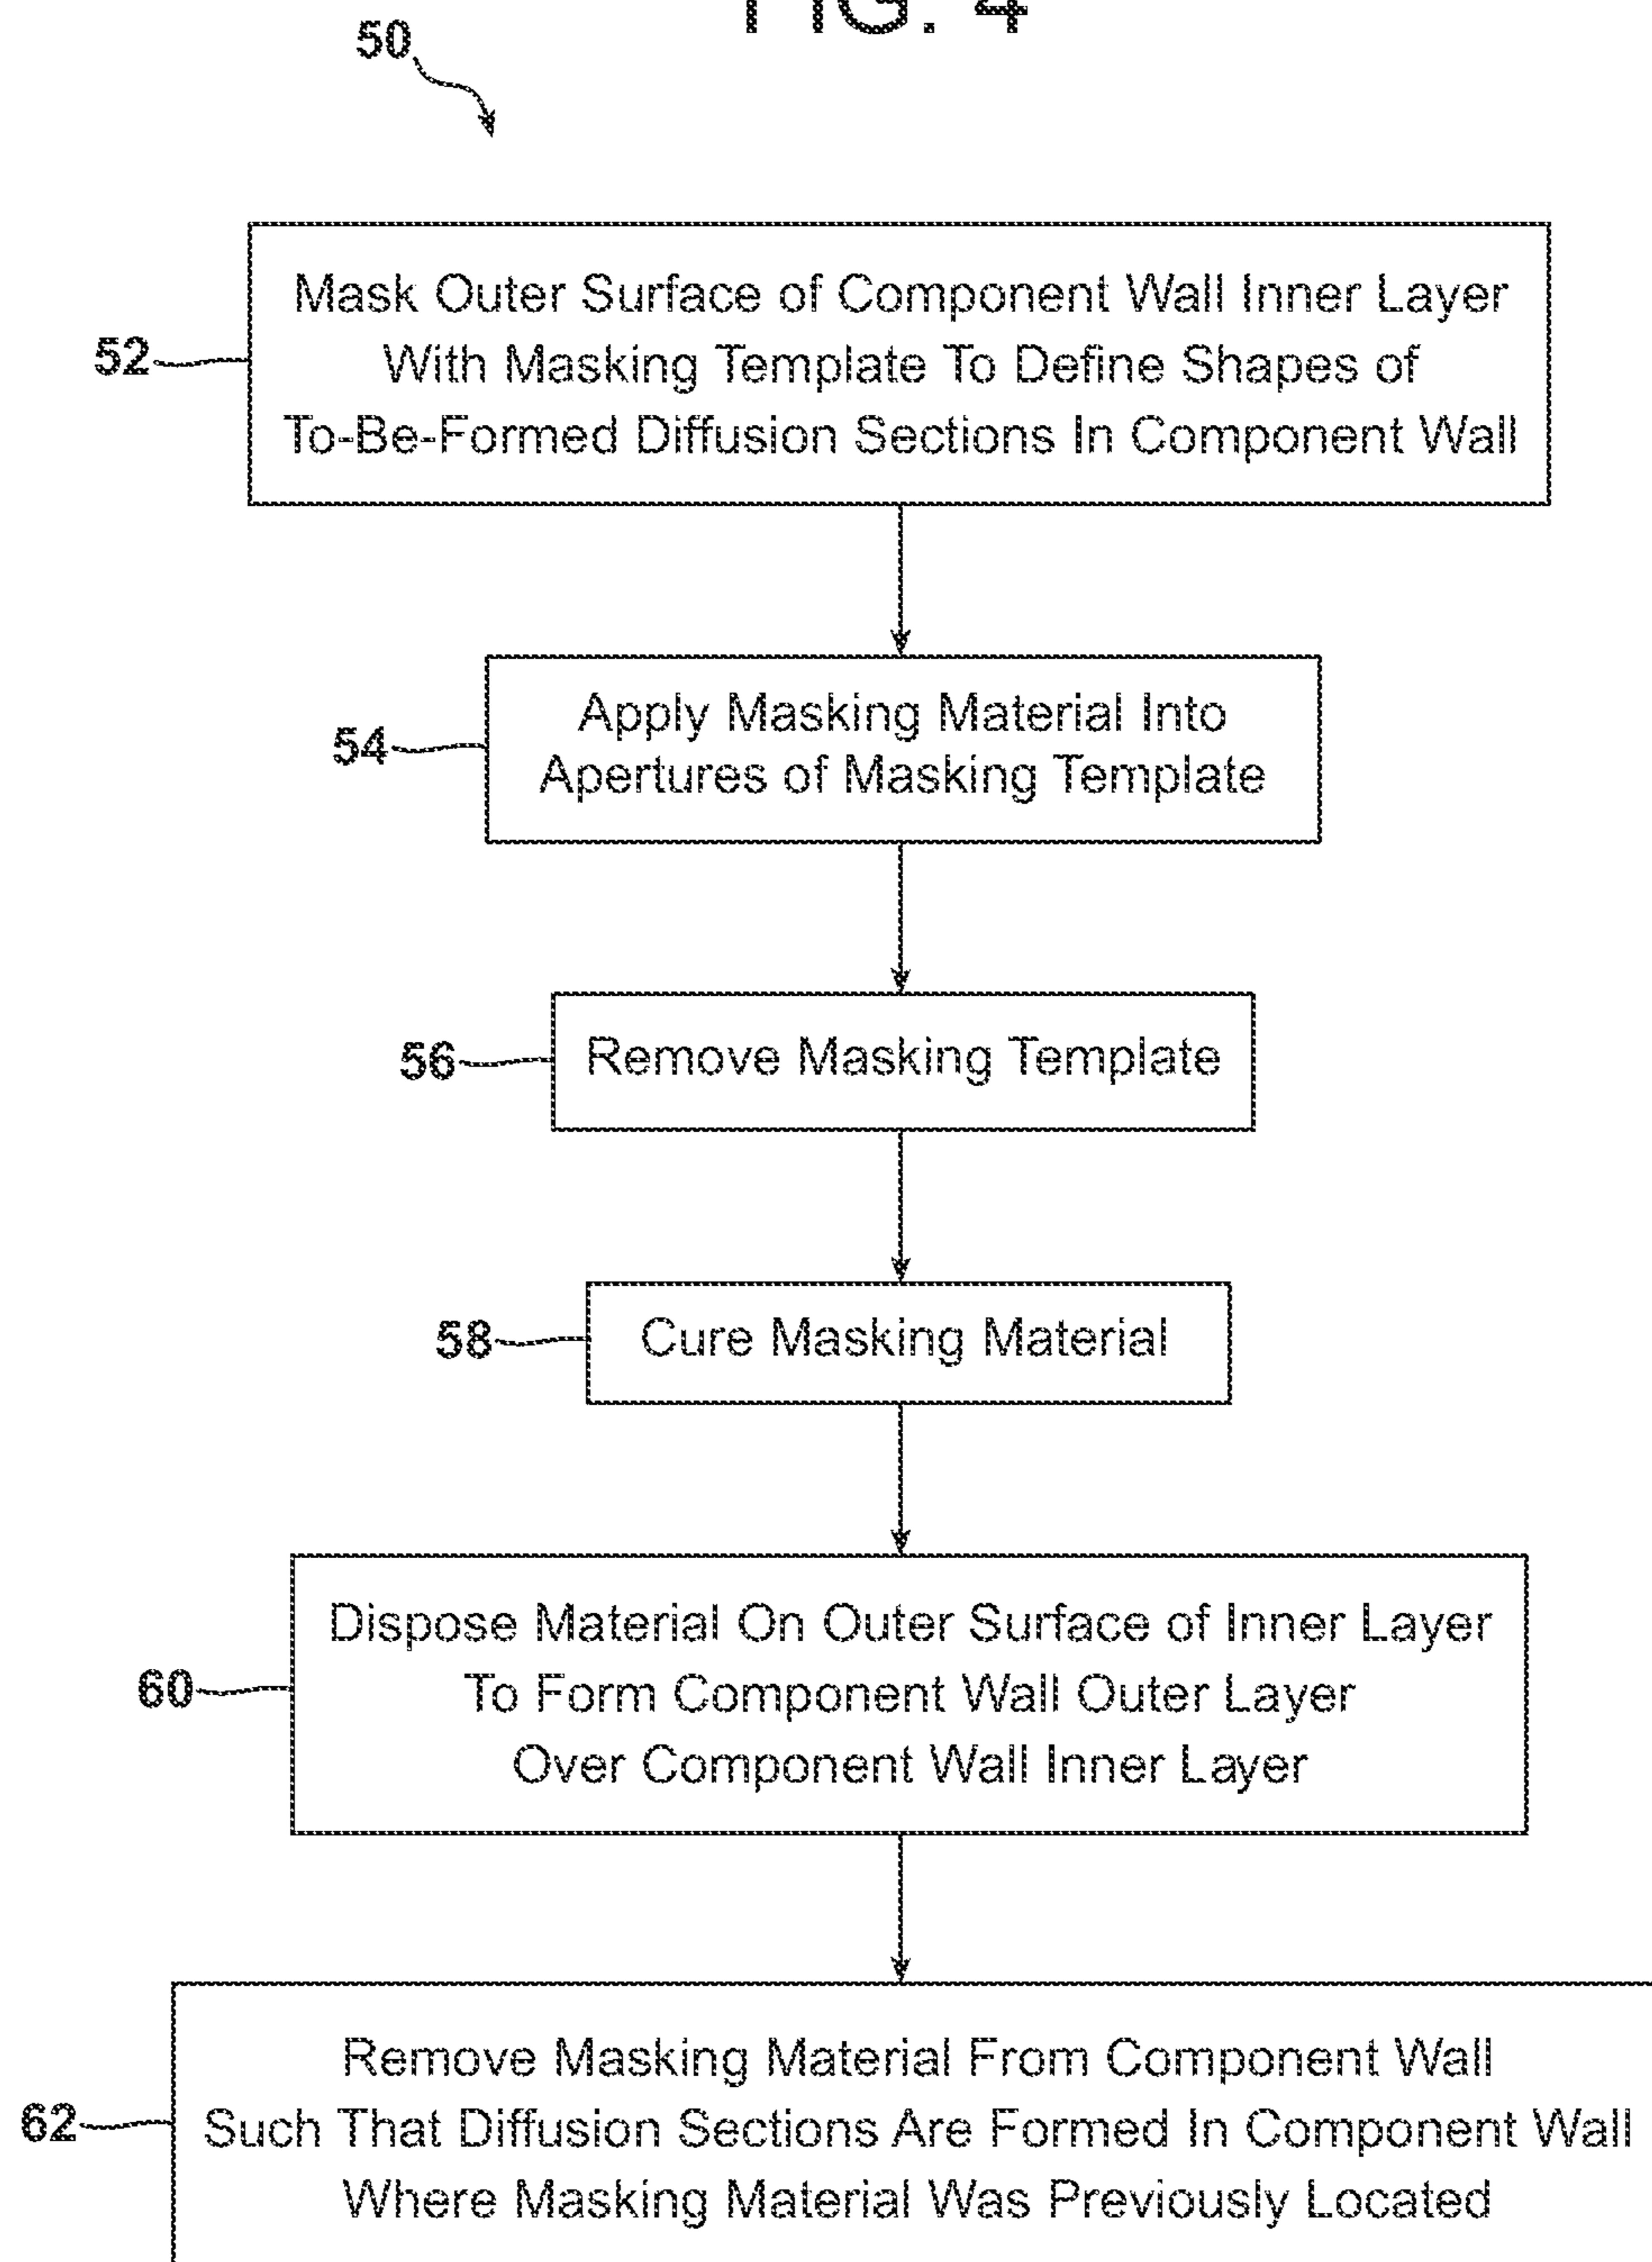 FIG. 4
50
Mask Outer Surface of Component Wall Inner Layer
52
With Masking Template To Define Shapes of
To-Be-Formed Diffusion Sections In Component Wall
54
Apply Masking Material Into
Apertures of Masking Template
56
Remove Masking Template
58
Cure Masking Material
60
Dispose Material On Outer Surface of Inner Layer
To Form Component Wall Outer Layer
Over Component Wall Inner Layer
62
Remove Masking Material From Component Wall
Such That Diffusion Sections Are Formed In Component Wall
Where Masking Material Was Previously Located